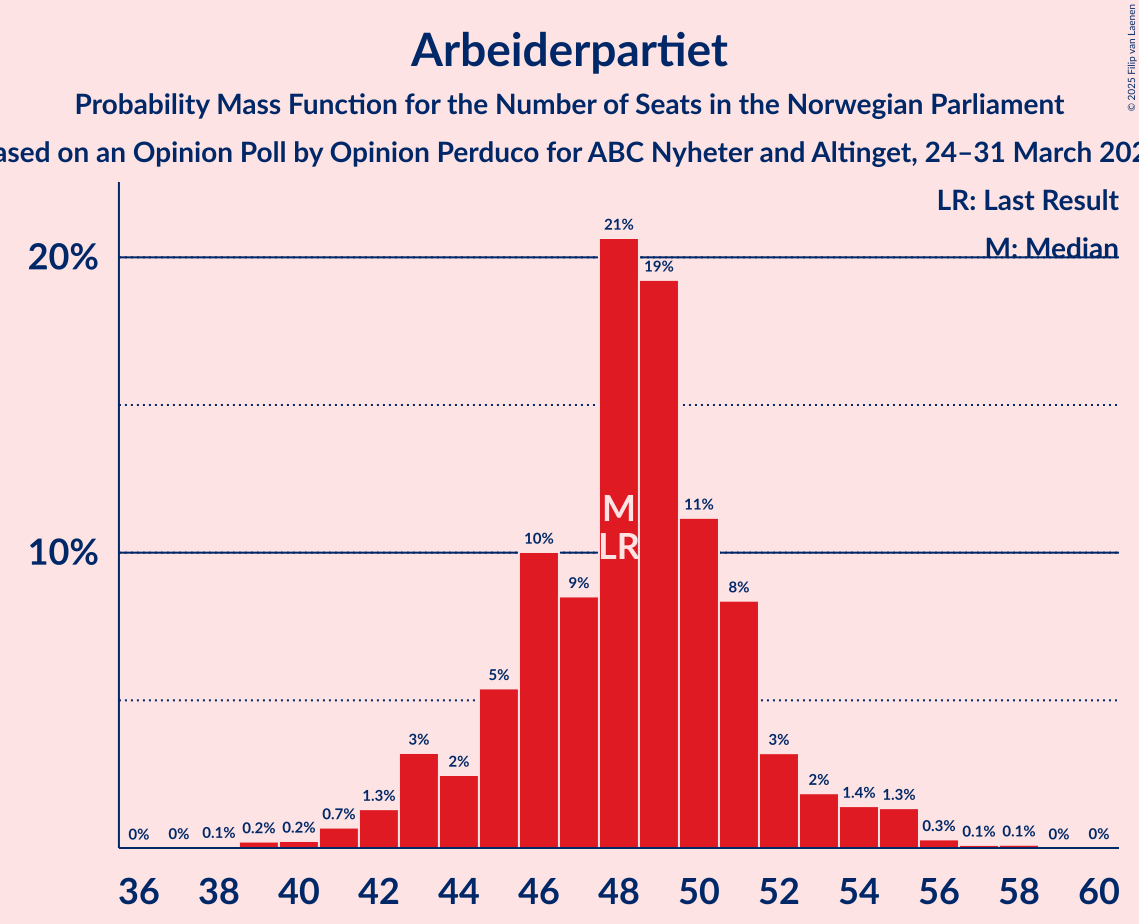 Arbeiderpartiet
Probability Mass Function for the Number of Seats in the Norwegian Parliament
on an Opinion Poll by Opinion Perduco for ABC Nyheter and Altinget, 24–31 March
© 2025 Filip van Laenen
LR: Last Result
M: Median
20%
10%
0% 0% 0.1% 0.2% 0.2% 0.7% 1.3% 3% 2% 5% 10% 9% 21% 19% 11% 8% 3% 2% 1.4% 1.3% 0.3% 0.1% 0.1% 0% 0%
M
LR
36 38 40 42 44 46 48 50 52 54 56 58 60